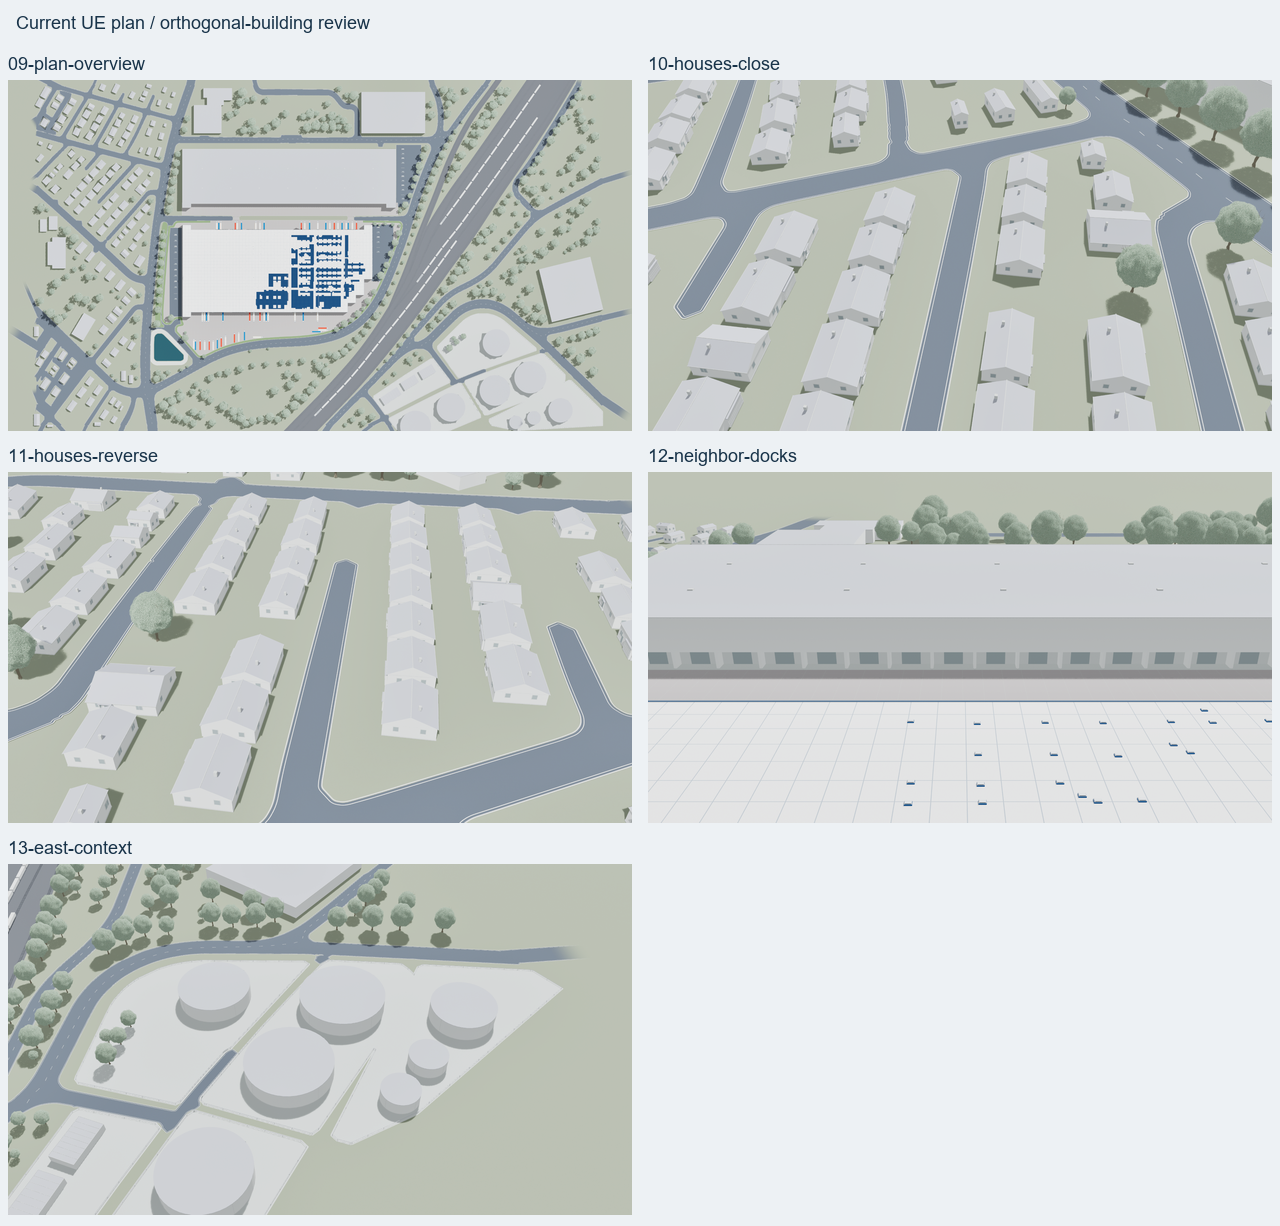 Current UE plan / orthogonal-building review
09-plan-overview
10-houses-close
11-houses-reverse
12-neighbor-docks
13-east-context